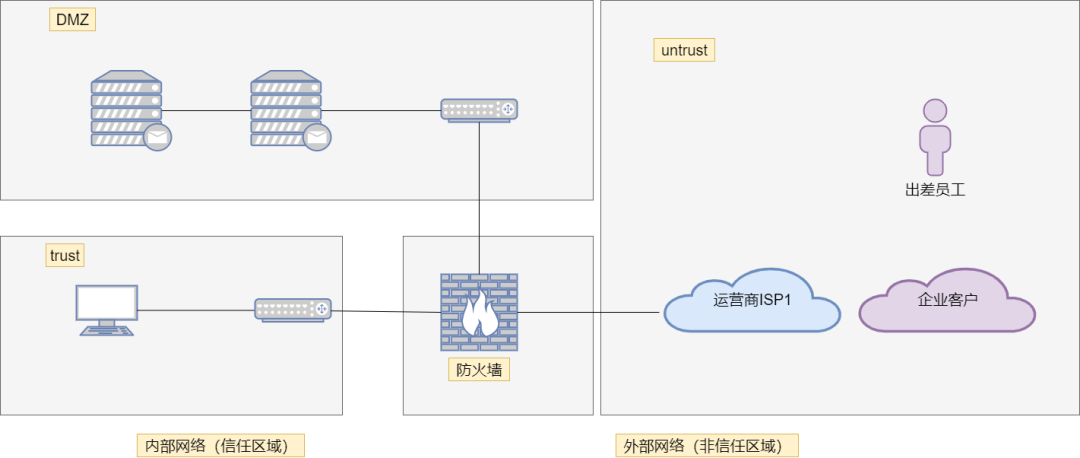 DMZ
untrust
出差员工
trust
运营商ISP1
企业客户
防火墙
内部网络（信任区域）
外部网络（非信任区域）